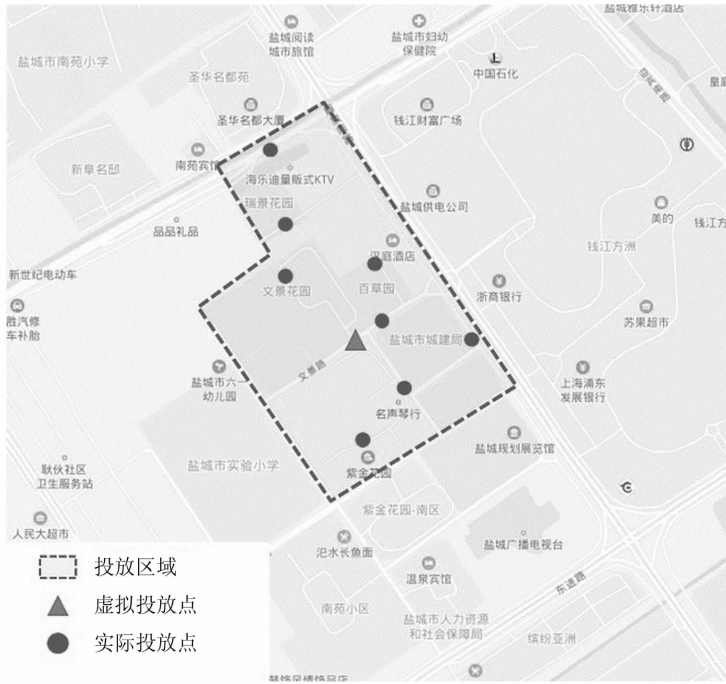 盐城雅乐轩酒店
盐城阅读
城市旅馆
盐城市妇幼
保健院
盐城市南苑小学
中国石化
圣华名都苑
圣华名都大厦
钱江财富广场
南苑宾馆
新阜名邸
海乐迪量贩式KTV
瑞景花园
盐城供电公司
美的
品品礼品
钱江方洲
钱江方
汉庭酒店
新世纪电动车
文景花园
百草园
浙商银行
胜汽修
车补胎
苏果超市
盐城市城建局
文景路
盐城市六一
幼儿园
上海浦东
发展银行
名声琴行
盐城规划展览馆
盐城市实验小学
紫金花园
耿伙社区
卫生服务站
紫金花园-南区
人民大超市
氾水长鱼面
盐城广播电视台
温泉宾馆
东进路
南苑小区
盐城市人力资源
和社会保障局
缤纷亚洲
投放区域
虚拟投放点
实际投放点